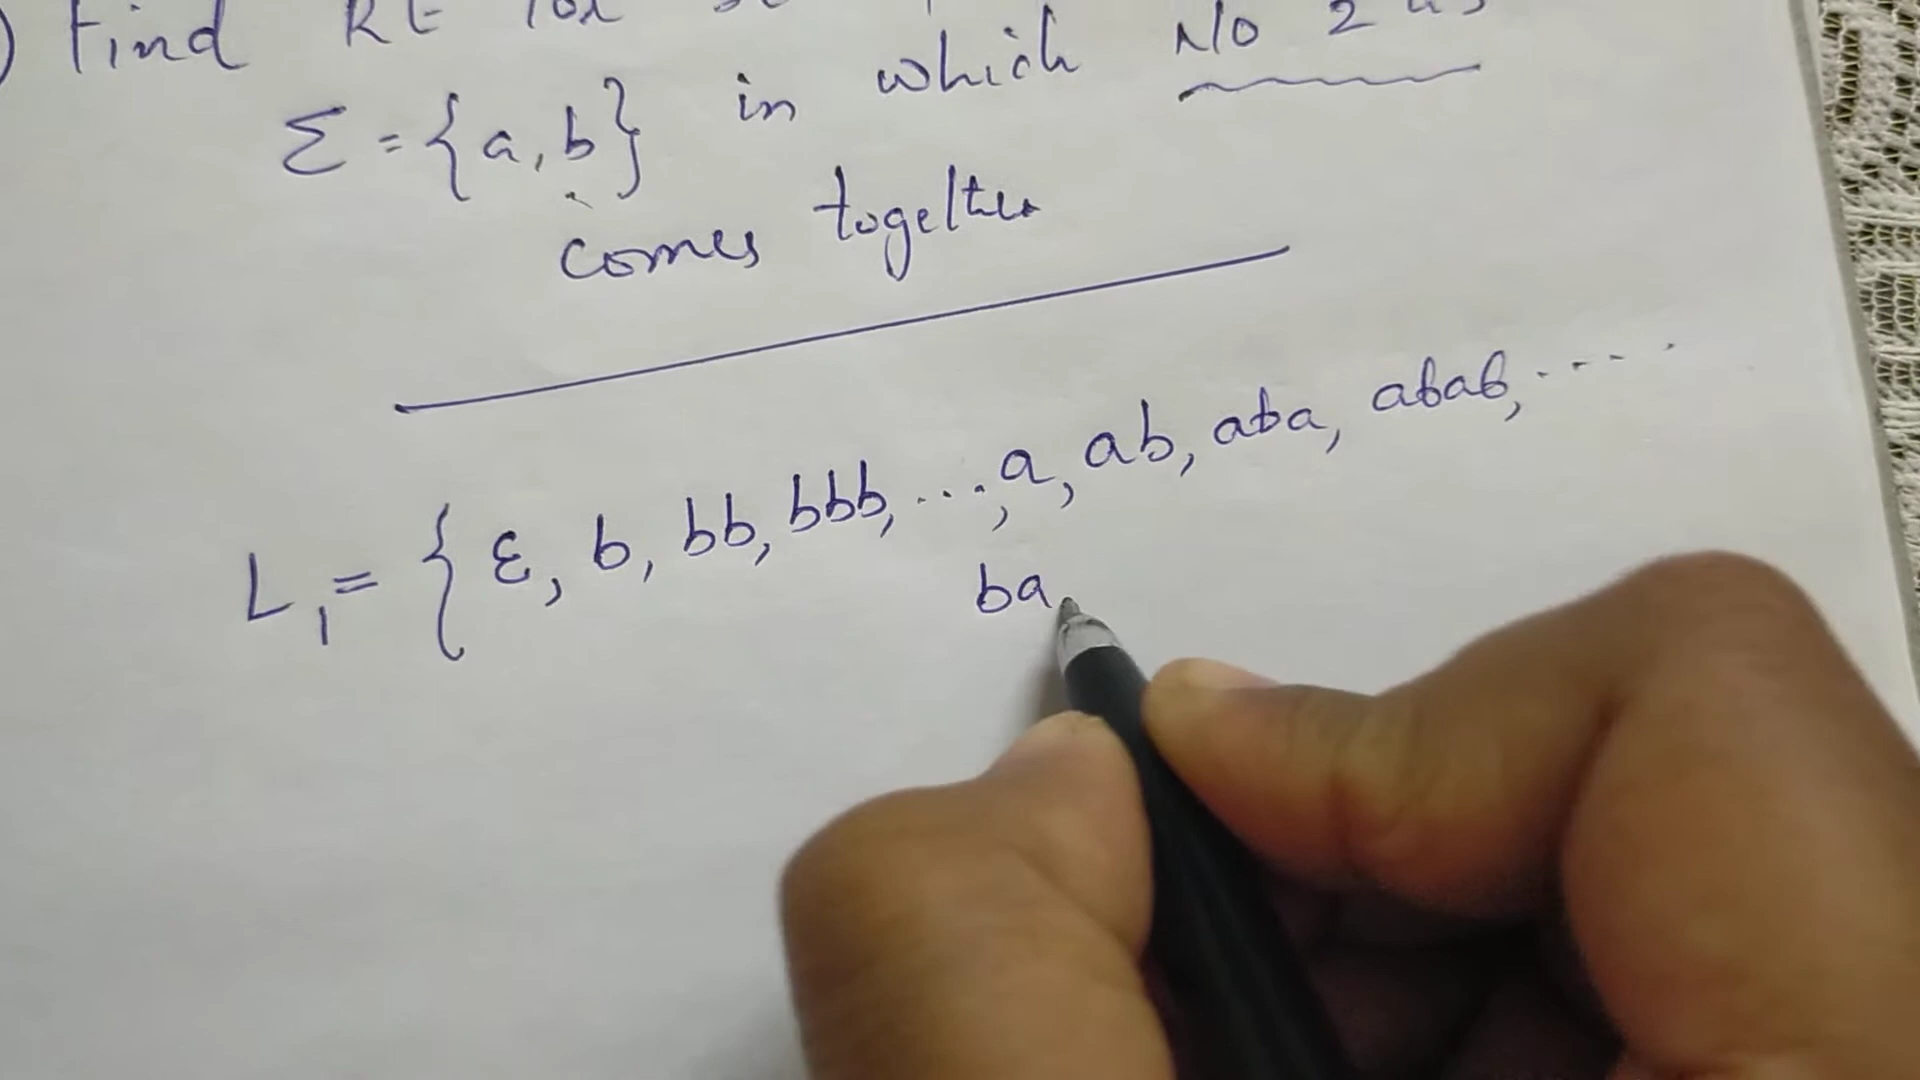 ) Find RE for in which No 2 a's
Σ = {a, b}
comes together
L₁ = { ε, b, bb, bbb, ..., a, ab, aba, abab, ....
ba